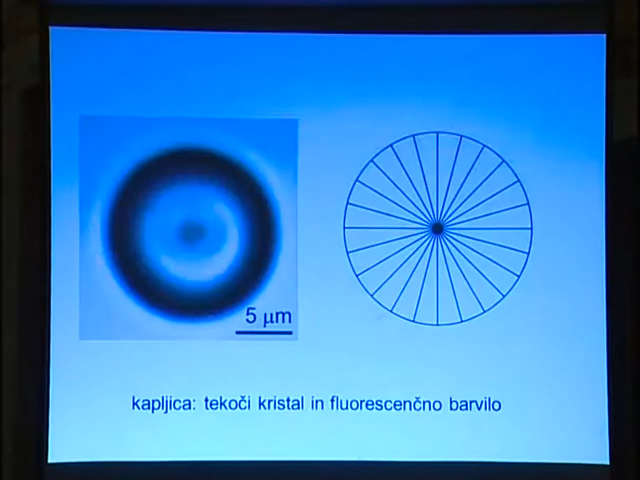 5 μm
kapljica: tekoči kristal in fluorescenčno barvilo